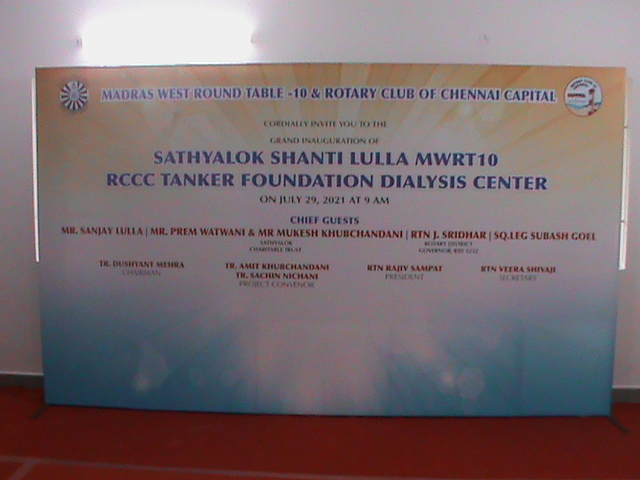 MADRAS WEST ROUND TABLE -10 & ROTARY CLUB OF CHENNAI CAPITAL
CORDIALLY INVITE YOU TO THE
GRAND INAUGURATION OF
SATHYALOK SHANTI LULLA MWRT10
RCCC TANKER FOUNDATION DIALYSIS CENTER
ON JULY 29, 2021 AT 9 AM
CHIEF GUESTS
MR. SANJAY LULLA | MR. PREM WATWANI & MR MUKESH KHUBCHANDANI | RTN J. SRIDHAR | SQ.LEG SUBASH GOEL
SATHYALOK
CHARITABLE TRUST
ROTARY DISTRICT
GOVERNOR, RID 3232
TR. DUSHYANT MEHRA
CHAIRMAN
TR. AMIT KHUBCHANDANI
TR. SACHIN NICHANI
PROJECT CONVENOR
RTN RAJIV SAMPAT
PRESIDENT
RTN VEERA SHIVAJI
SECRETARY